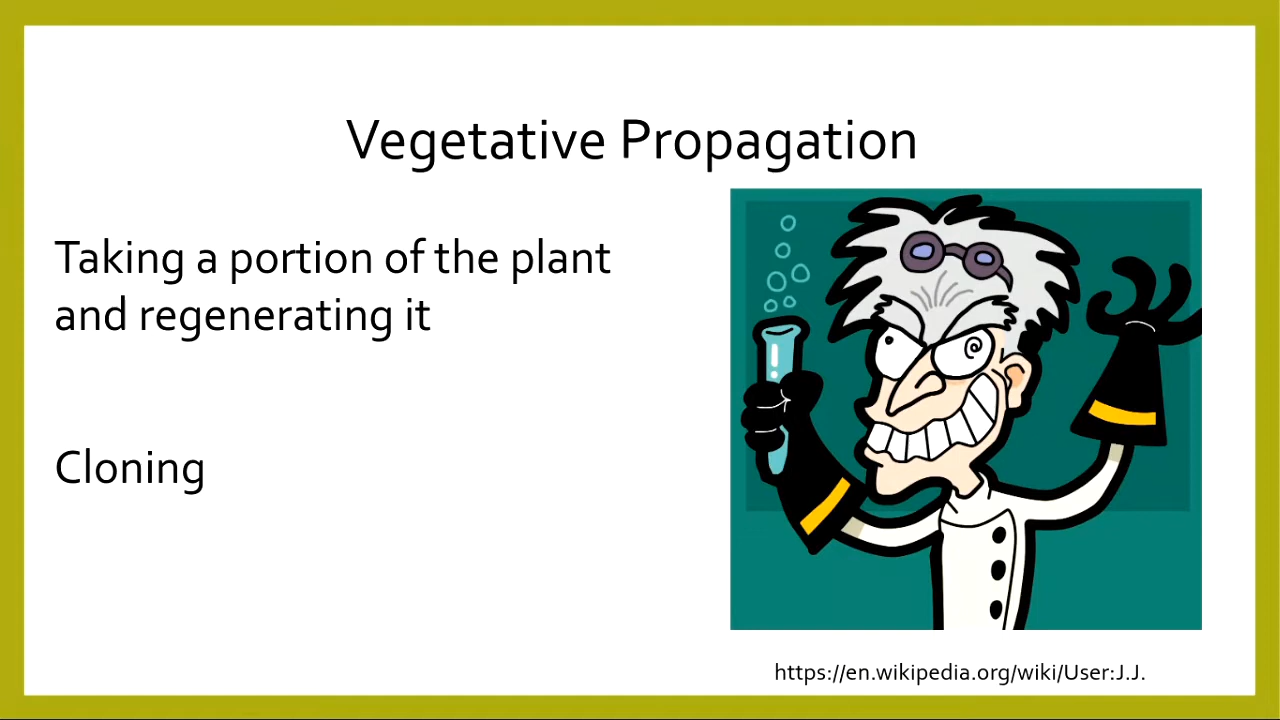 Vegetative Propagation
Taking a portion of the plant
and regenerating it
Cloning
https://en.wikipedia.org/wiki/User:J.J.